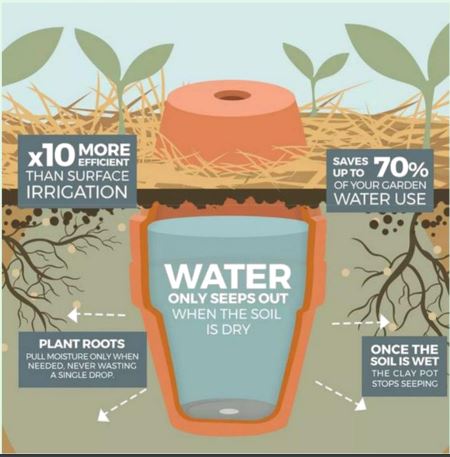 x10 MORE
EFFICIENT
THAN SURFACE
IRRIGATION
SAVES
UP TO 70%
OF YOUR GARDEN
WATER USE
WATER
ONLY SEEPS OUT
WHEN THE SOIL
IS DRY
PLANT ROOTS
PULL MOISTURE ONLY WHEN
NEEDED, NEVER WASTING
A SINGLE DROP.
ONCE THE
SOIL IS WET
THE CLAY POT
STOPS SEEPING